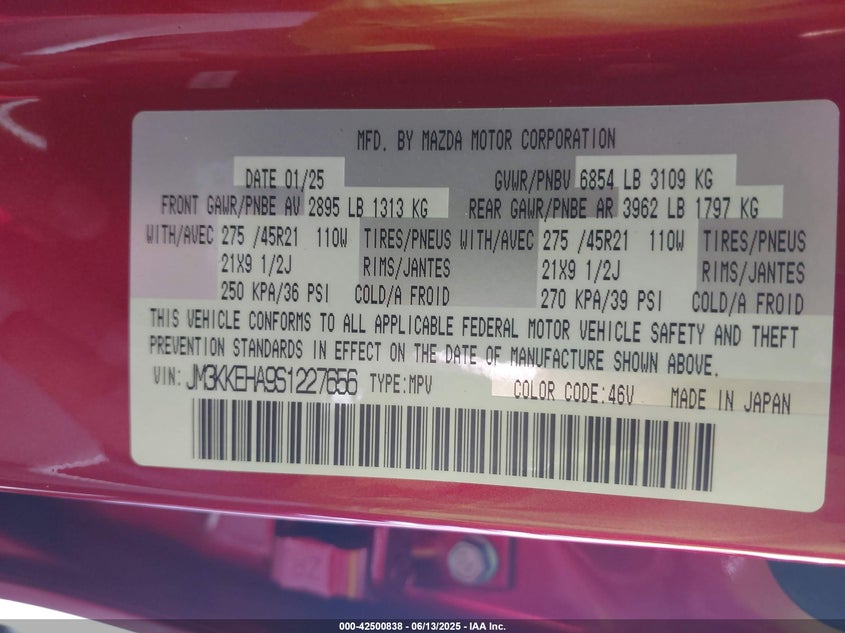 MFD. BY MAZDA MOTOR CORPORATION
DATE 01/25 GVWR/PNBV 6854 LB 3109 KG
FRONT GAWR/PNBE AV 2895 LB 1313 KG REAR GAWR/PNBE AR 3962 LB 1797 KG
WITH/AVEC 275 /45R21 110W TIRES/PNEUS WITH/AVEC 275 /45R21 110W TIRES/PNEUS
21X9 1/2J RIMS/JANTES 21X9 1/2J RIMS/JANTES
250 KPA/36 PSI COLD/A FROID 270 KPA/39 PSI COLD/A FROID
THIS VEHICLE CONFORMS TO ALL APPLICABLE FEDERAL MOTOR VEHICLE SAFETY AND THEFT
PREVENTION STANDARDS IN EFFECT ON THE DATE OF MANUFACTURE SHOWN ABOVE.
VIN: JM3KKEHA9S1227656 TYPE:MPV COLOR CODE:46V MADE IN JAPAN
000-42500838 - 06/13/2025 - IAA Inc.